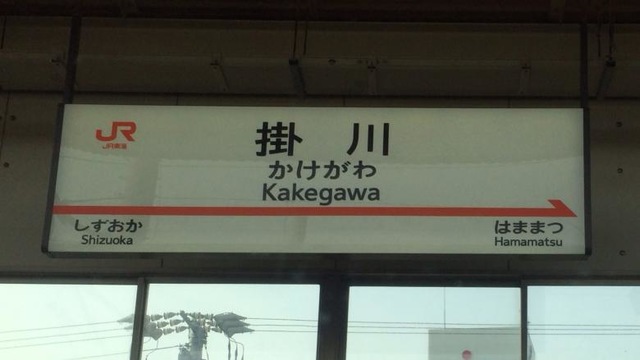 JR
JR東海
掛川
かけがわ
Kakegawa
しずおか
Shizuoka
はままつ
Hamamatsu